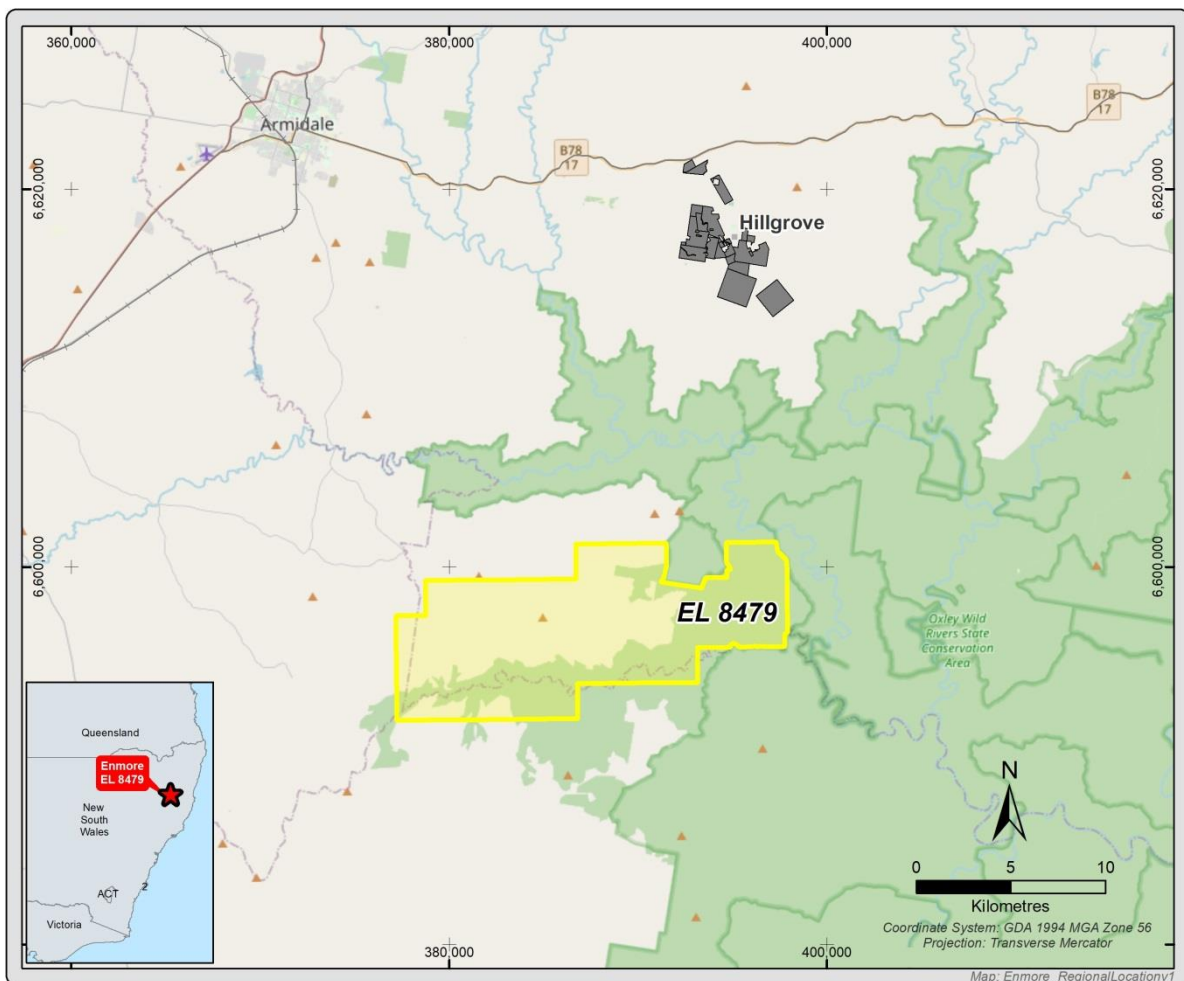 360,000
380,000
400,000
B78
17
Armidale
B78
17
6,620,000
6,620,000
Hillgrove
6,600,000
6,600,000
EL 8479
Oxley Wild
Rivers State
Conservation
Area
Queensland
Enmore
EL 8479
New
South
Wales
ACT
Victoria
N
0
5
10
Kilometres
Coordinate System: GDA 1994 MGA Zone 56
Projection: Transverse Mercator
380,000
400,000
Map: Enmore_RegionalLocationv1